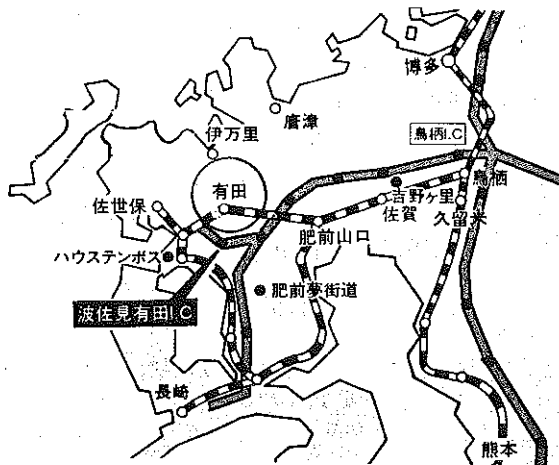 博多
唐津
伊万里
鳥栖I.C
鳥栖
有田
吉野ヶ里
佐世保
佐賀
久留米
肥前山口
ハウステンボス
肥前夢街道
波佐見有田I.C
長崎
熊本